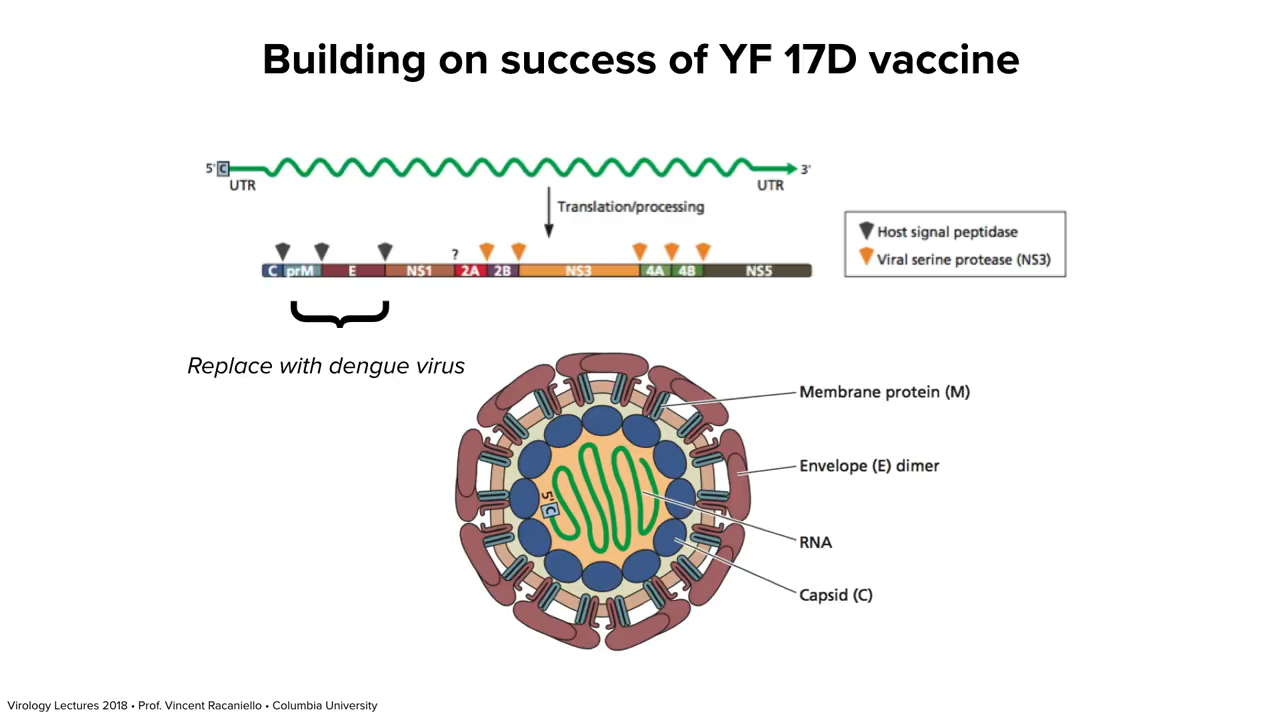 Building on success of YF 17D vaccine
5' C 3'
UTR UTR
Translation/processing
Host signal peptidase
Viral serine protease (NS3)
?
C prM E NS1 2A 2B NS3 4A 4B NS5
Replace with dengue virus
Membrane protein (M)
Envelope (E) dimer
5' C
RNA
Capsid (C)
Virology Lectures 2018 • Prof. Vincent Racaniello • Columbia University